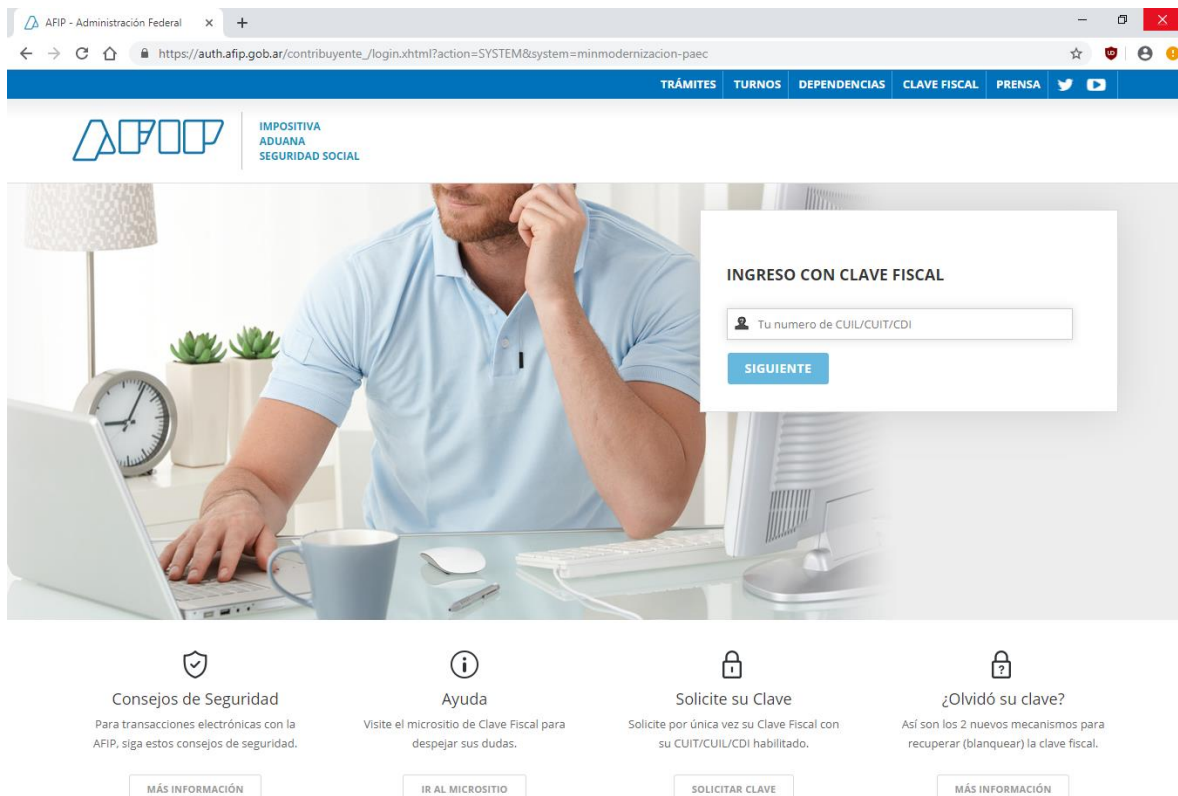 AFIP - Administración Federal
https://auth.afip.gob.ar/contribuyente_/login.xhtml?action=SYSTEM&system=minmodernizacion-paec
TRÁMITES TURNOS DEPENDENCIAS CLAVE FISCAL PRENSA
AFIP
IMPOSITIVA
ADUANA
SEGURIDAD SOCIAL
INGRESO CON CLAVE FISCAL
Tu numero de CUIL/CUIT/CDI
SIGUIENTE
Consejos de Seguridad
Para transacciones electrónicas con la
AFIP, siga estos consejos de seguridad.
MÁS INFORMACIÓN
Ayuda
Visite el micrositio de Clave Fiscal para
despejar sus dudas.
IR AL MICROSITIO
Solicite su Clave
Solicite por única vez su Clave Fiscal con
su CUIT/CUIL/CDI habilitado.
SOLICITAR CLAVE
¿Olvidó su clave?
Así son los 2 nuevos mecanismos para
recuperar (blanquear) la clave fiscal.
MÁS INFORMACIÓN